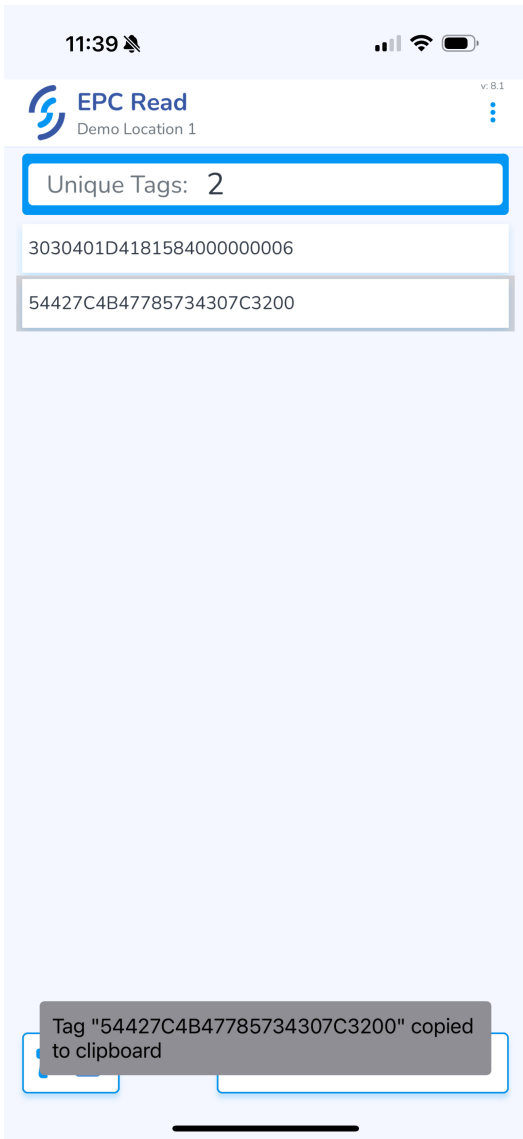 11:39
v: 8.1
EPC Read
Demo Location 1
Unique Tags: 2
3030401D4181584000000006
54427C4B47785734307C3200
Tag "54427C4B47785734307C3200" copied
to clipboard